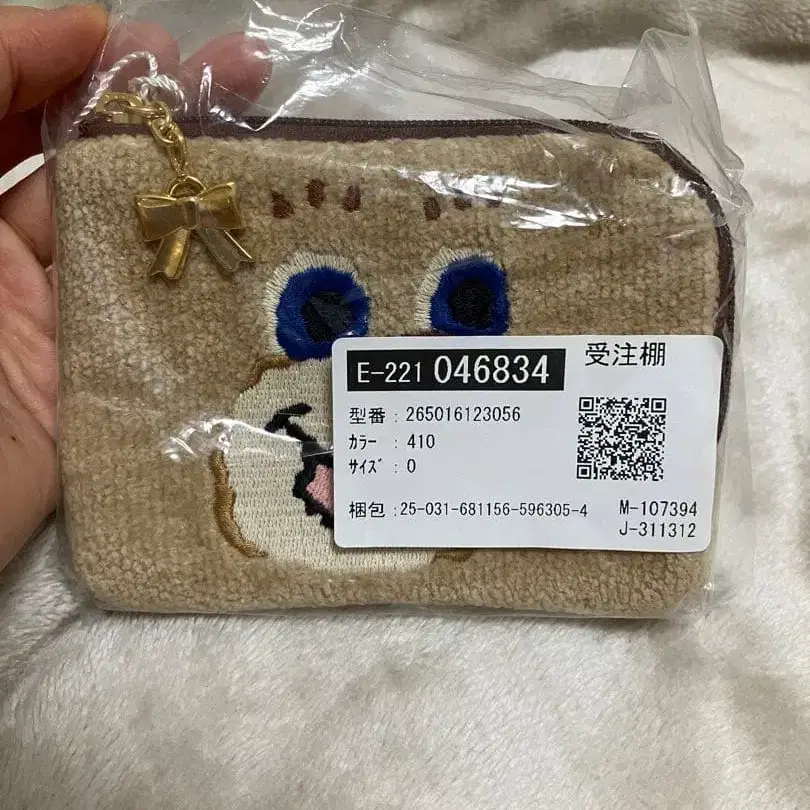 E-221 046834
受注棚
型番 : 265016123056
ｶﾗｰ : 410
ｻｲｽﾞ : 0
梱包 : 25-031-681156-596305-4
M-107394
J-311312